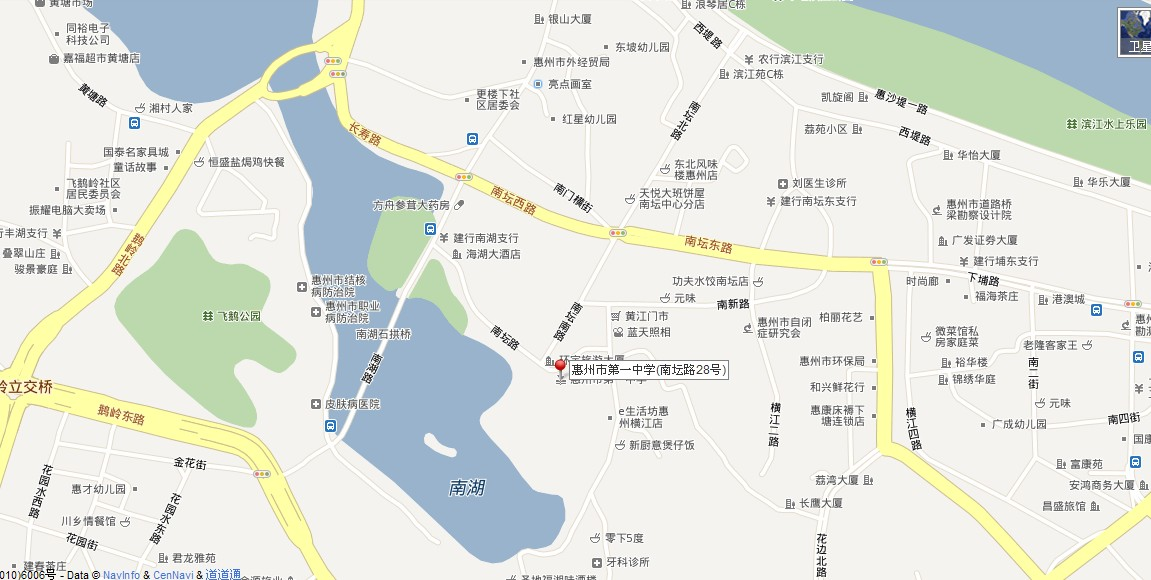 黄塘市场
浪琴居C栋
银山大厦
同裕电子
科技公司
西堤路
东坡幼儿园
嘉福超市黄塘店
惠州市外经贸局
农行滨江支行
滨江苑C栋
卫星
亮点画室
黄塘路
湘村人家
更楼下社
区居委会
凯旋阁
惠沙堤一路
红星幼儿园
南坛北路
荔苑小区
西堤路
滨江水上乐园
长寿路
国泰名家具城
童话故事
恒盛盐焗鸡快餐
华怡大厦
东北风味
楼惠州店
飞鹅岭社区
居民委员会
南门横街
刘医生诊所
华乐大厦
天悦大班饼屋
南坛中心分店
建行南坛东支行
振耀电脑大卖场
方舟参茸大药房
南坛西路
惠州市道路桥
梁勘察设计院
行丰湖支行
建行南湖支行
南坛东路
广发证券大厦
叠翠山庄
海湖大酒店
鹅岭北路
骏景豪庭
建行埔东支行
惠州市结核
病防治院
功夫水饺南坛店
时尚廊
下埔路
元味
南新路
福海茶庄
港澳城
惠州市职业
病防治院
飞鹅公园
南坛南路
黄江门市
柏丽花艺
惠州市自闭
症研究会
南湖石拱桥
南坛路
蓝天照相
微菜馆私
房家庭菜
老隆客家王
惠州市第一中学(南坛路28号)
惠州市环保局
裕华楼
南湖路
岭立交桥
和兴鲜花行
锦绣华庭
南二街
皮肤病医院
元味
鹅岭东路
e生活坊惠
州横江店
横江二路
惠康床褥下
塘连锁店
横江四路
广成幼儿园
南四街
新厨意煲仔饭
金花街
富康苑
南湖
荔湾大厦
安鸿商务大厦
惠才幼儿园
花园水西路
花园水东路
长鹰大厦
昌盛旅馆
川乡情餐馆
花园街
零下5度
花边北路
君龙雅苑
牙科诊所
建春茶庄
010)6006号 - Data © NavInfo & CenNavi & 道道通